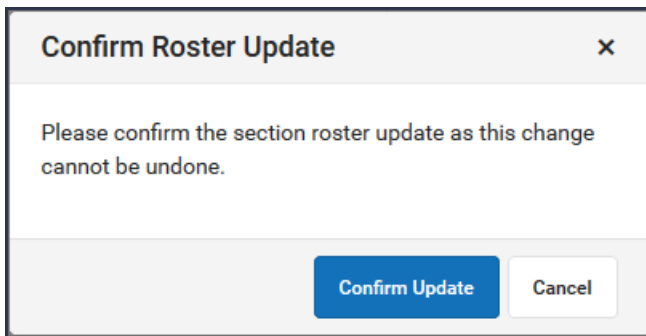 Confirm Roster Update ×
Please confirm the section roster update as this change
cannot be undone.
Confirm Update Cancel